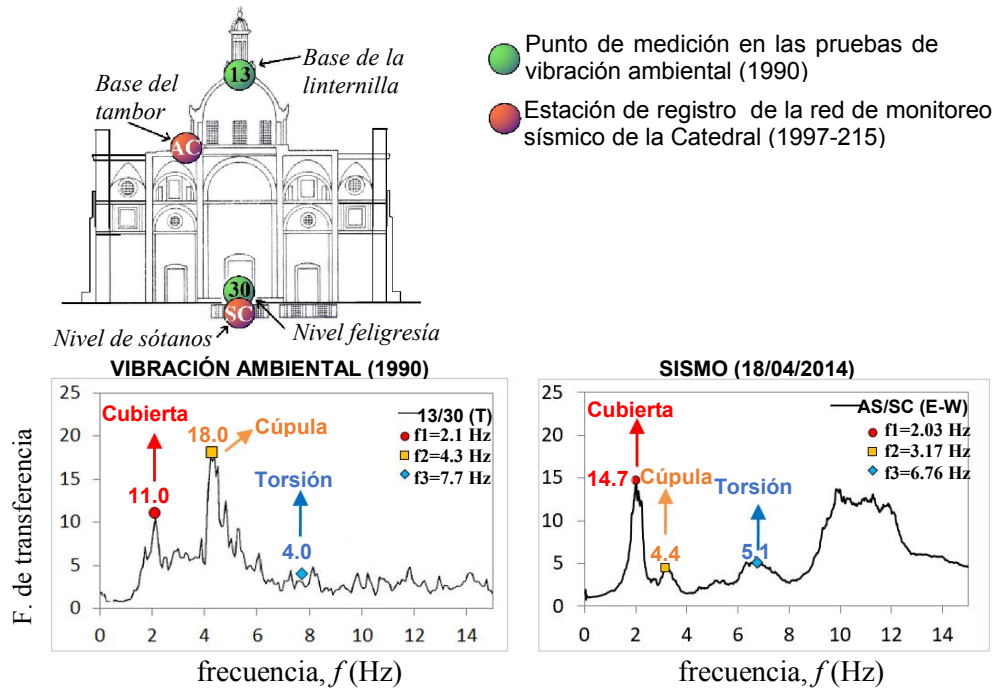 Base de la
linternilla
Base del
tambor
13
AC
30
SC
Nivel de sótanos
Nivel feligresía
Punto de medición en las pruebas de
vibración ambiental (1990)
Estación de registro de la red de monitoreo
sísmico de la Catedral (1997-215)
VIBRACIÓN AMBIENTAL (1990)
F. de transferencia
25
20
15
10
5
0
0 2 4 6 8 10 12 14
Cubierta
11.0
18.0
Cúpula
Torsión
4.0
13/30 (T)
f1=2.1 Hz
f2=4.3 Hz
f3=7.7 Hz
frecuencia, f (Hz)
SISMO (18/04/2014)
25
20
15
10
5
0
0 2 4 6 8 10 12 14
Cubierta
14.7
Cúpula
4.4
Torsión
5.1
AS/SC (E-W)
f1=2.03 Hz
f2=3.17 Hz
f3=6.76 Hz
frecuencia, f (Hz)